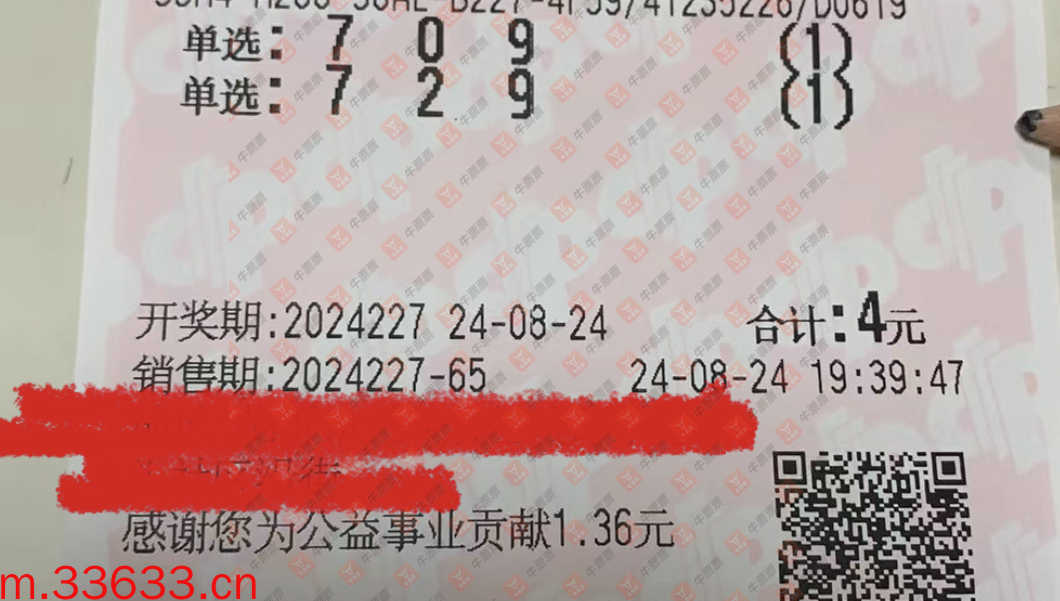 单选: 7 0 9 (1)
单选: 7 2 9 (1)
开奖期:2024227 24-08-24 合计:4元
销售期:2024227-65 24-08-24 19:39:47
感谢您为公益事业贡献1.36元
m.33633.cn